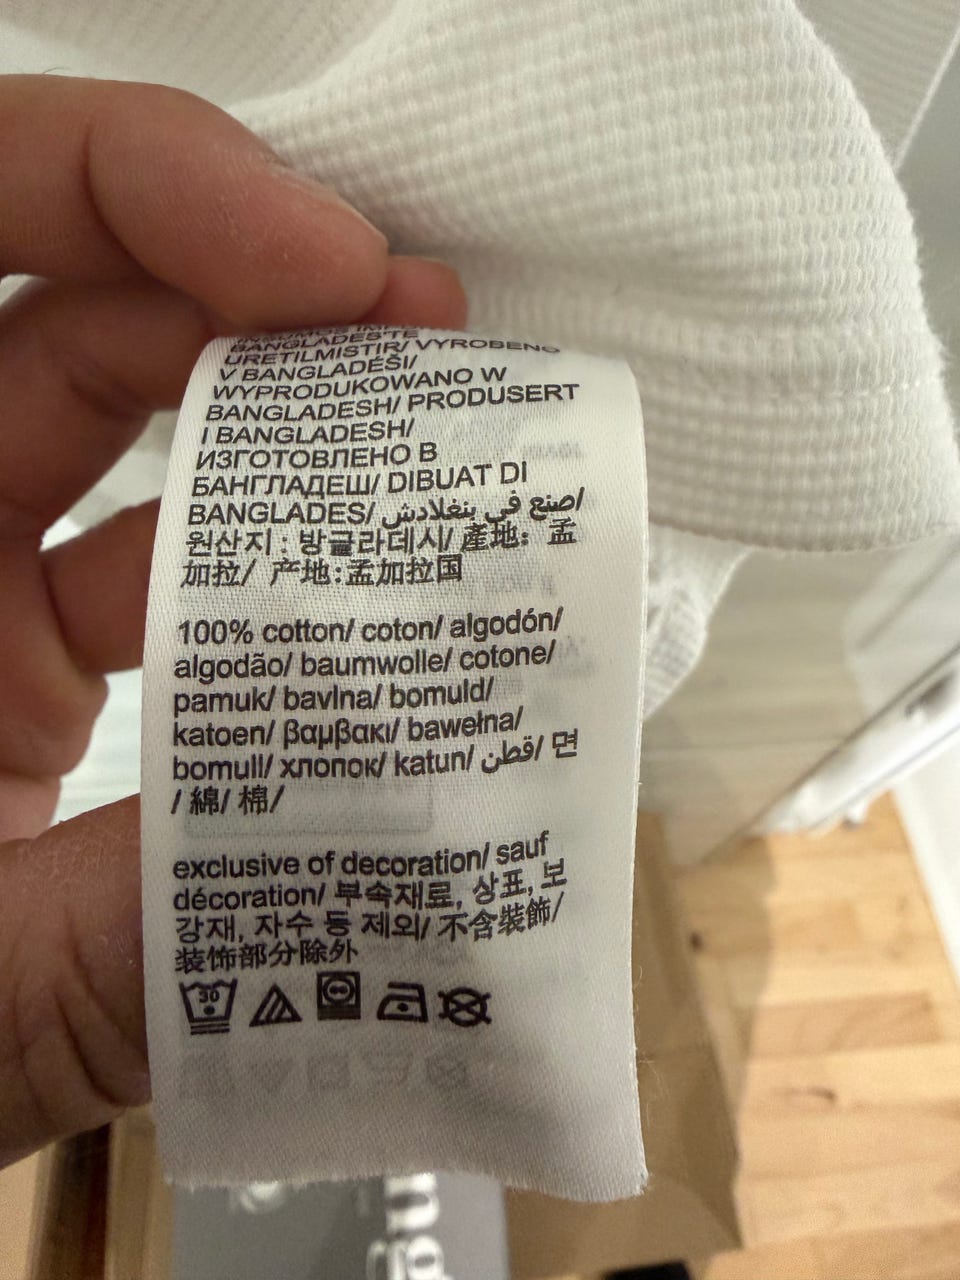 BANGLADES'TE
URETILMISTIR/ VYROBENO
V BANGLADÉŠI/
WYPRODUKOWANO W
BANGLADESH/ PRODUSERT
I BANGLADESH/
ИЗГОТОВЛЕНО В
БАНГЛАДЕШ/ DIBUAT DI
BANGLADES/ صنع في بنغلادش/
원산지 : 방글라데시/ 產地: 孟
加拉/ 产地:孟加拉国
100% cotton/ coton/ algodón/
algodão/ baumwolle/ cotone/
pamuk/ bavlna/ bomuld/
katoen/ βαμβακι/ bawełna/
bomull/ хлопок/ katun/ قطن/ 면
/ 綿/ 棉/
exclusive of decoration/ sauf
décoration/ 부속재료, 상표, 보
강재, 자수 등 제외/ 不含裝飾/
装饰部分除外
30